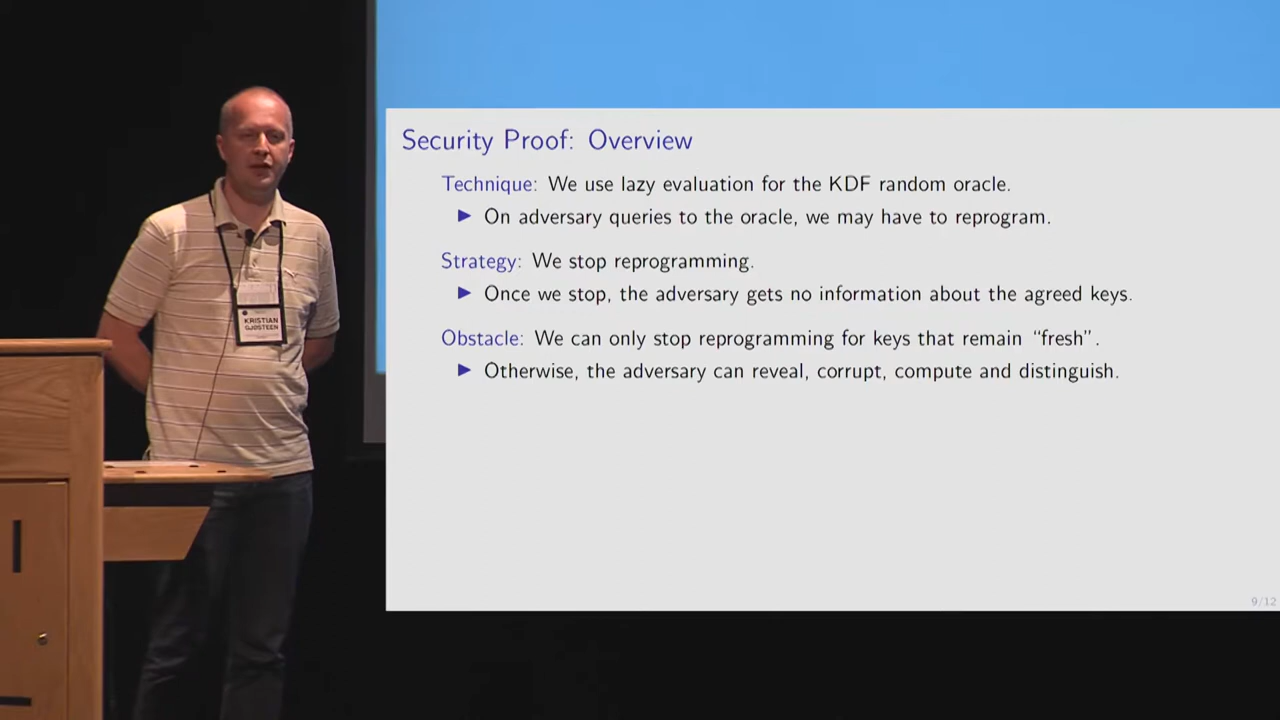 Security Proof: Overview
Technique: We use lazy evaluation for the KDF random oracle.
▶ On adversary queries to the oracle, we may have to reprogram.
Strategy: We stop reprogramming.
▶ Once we stop, the adversary gets no information about the agreed keys.
Obstacle: We can only stop reprogramming for keys that remain “fresh”.
▶ Otherwise, the adversary can reveal, corrupt, compute and distinguish.
9/12
KRISTIAN
GJØSTEEN